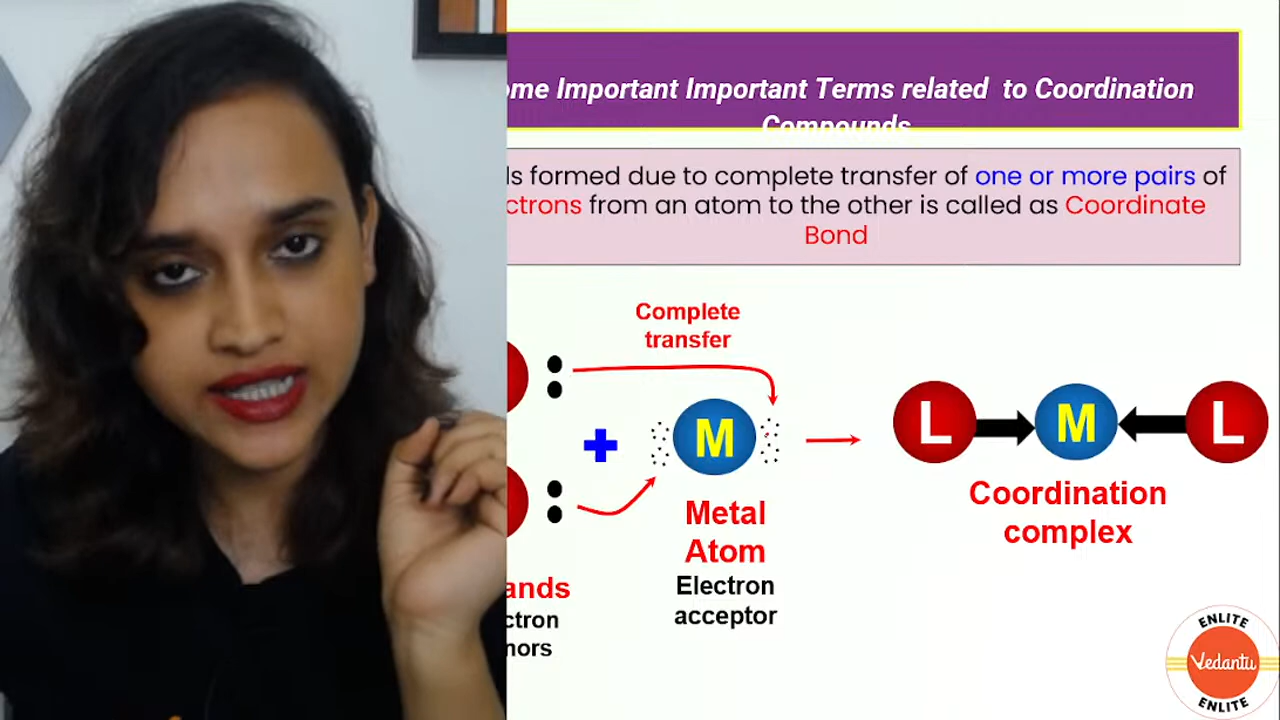 ome Important Important Terms related to Coordination
Compounds
ls formed due to complete transfer of one or more pairs of
ctrons from an atom to the other is called as Coordinate
Bond
Complete
transfer
M
L
M
L
Metal
Atom
Electron
acceptor
Coordination
complex
ands
ctron
nors
ENLITE
Vedantu
ENLITE